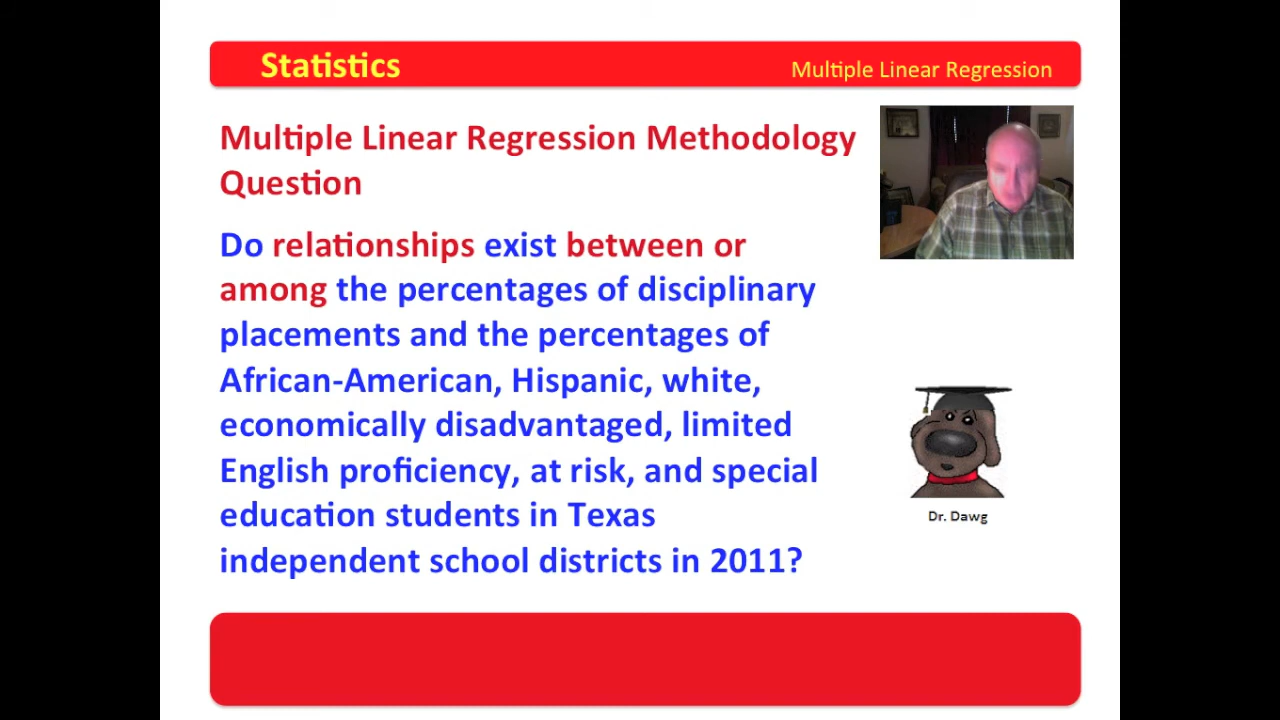 Statistics
Multiple Linear Regression
Multiple Linear Regression Methodology
Question
Do relationships exist between or
among the percentages of disciplinary
placements and the percentages of
African-American, Hispanic, white,
economically disadvantaged, limited
English proficiency, at risk, and special
education students in Texas
independent school districts in 2011?
Dr. Dawg